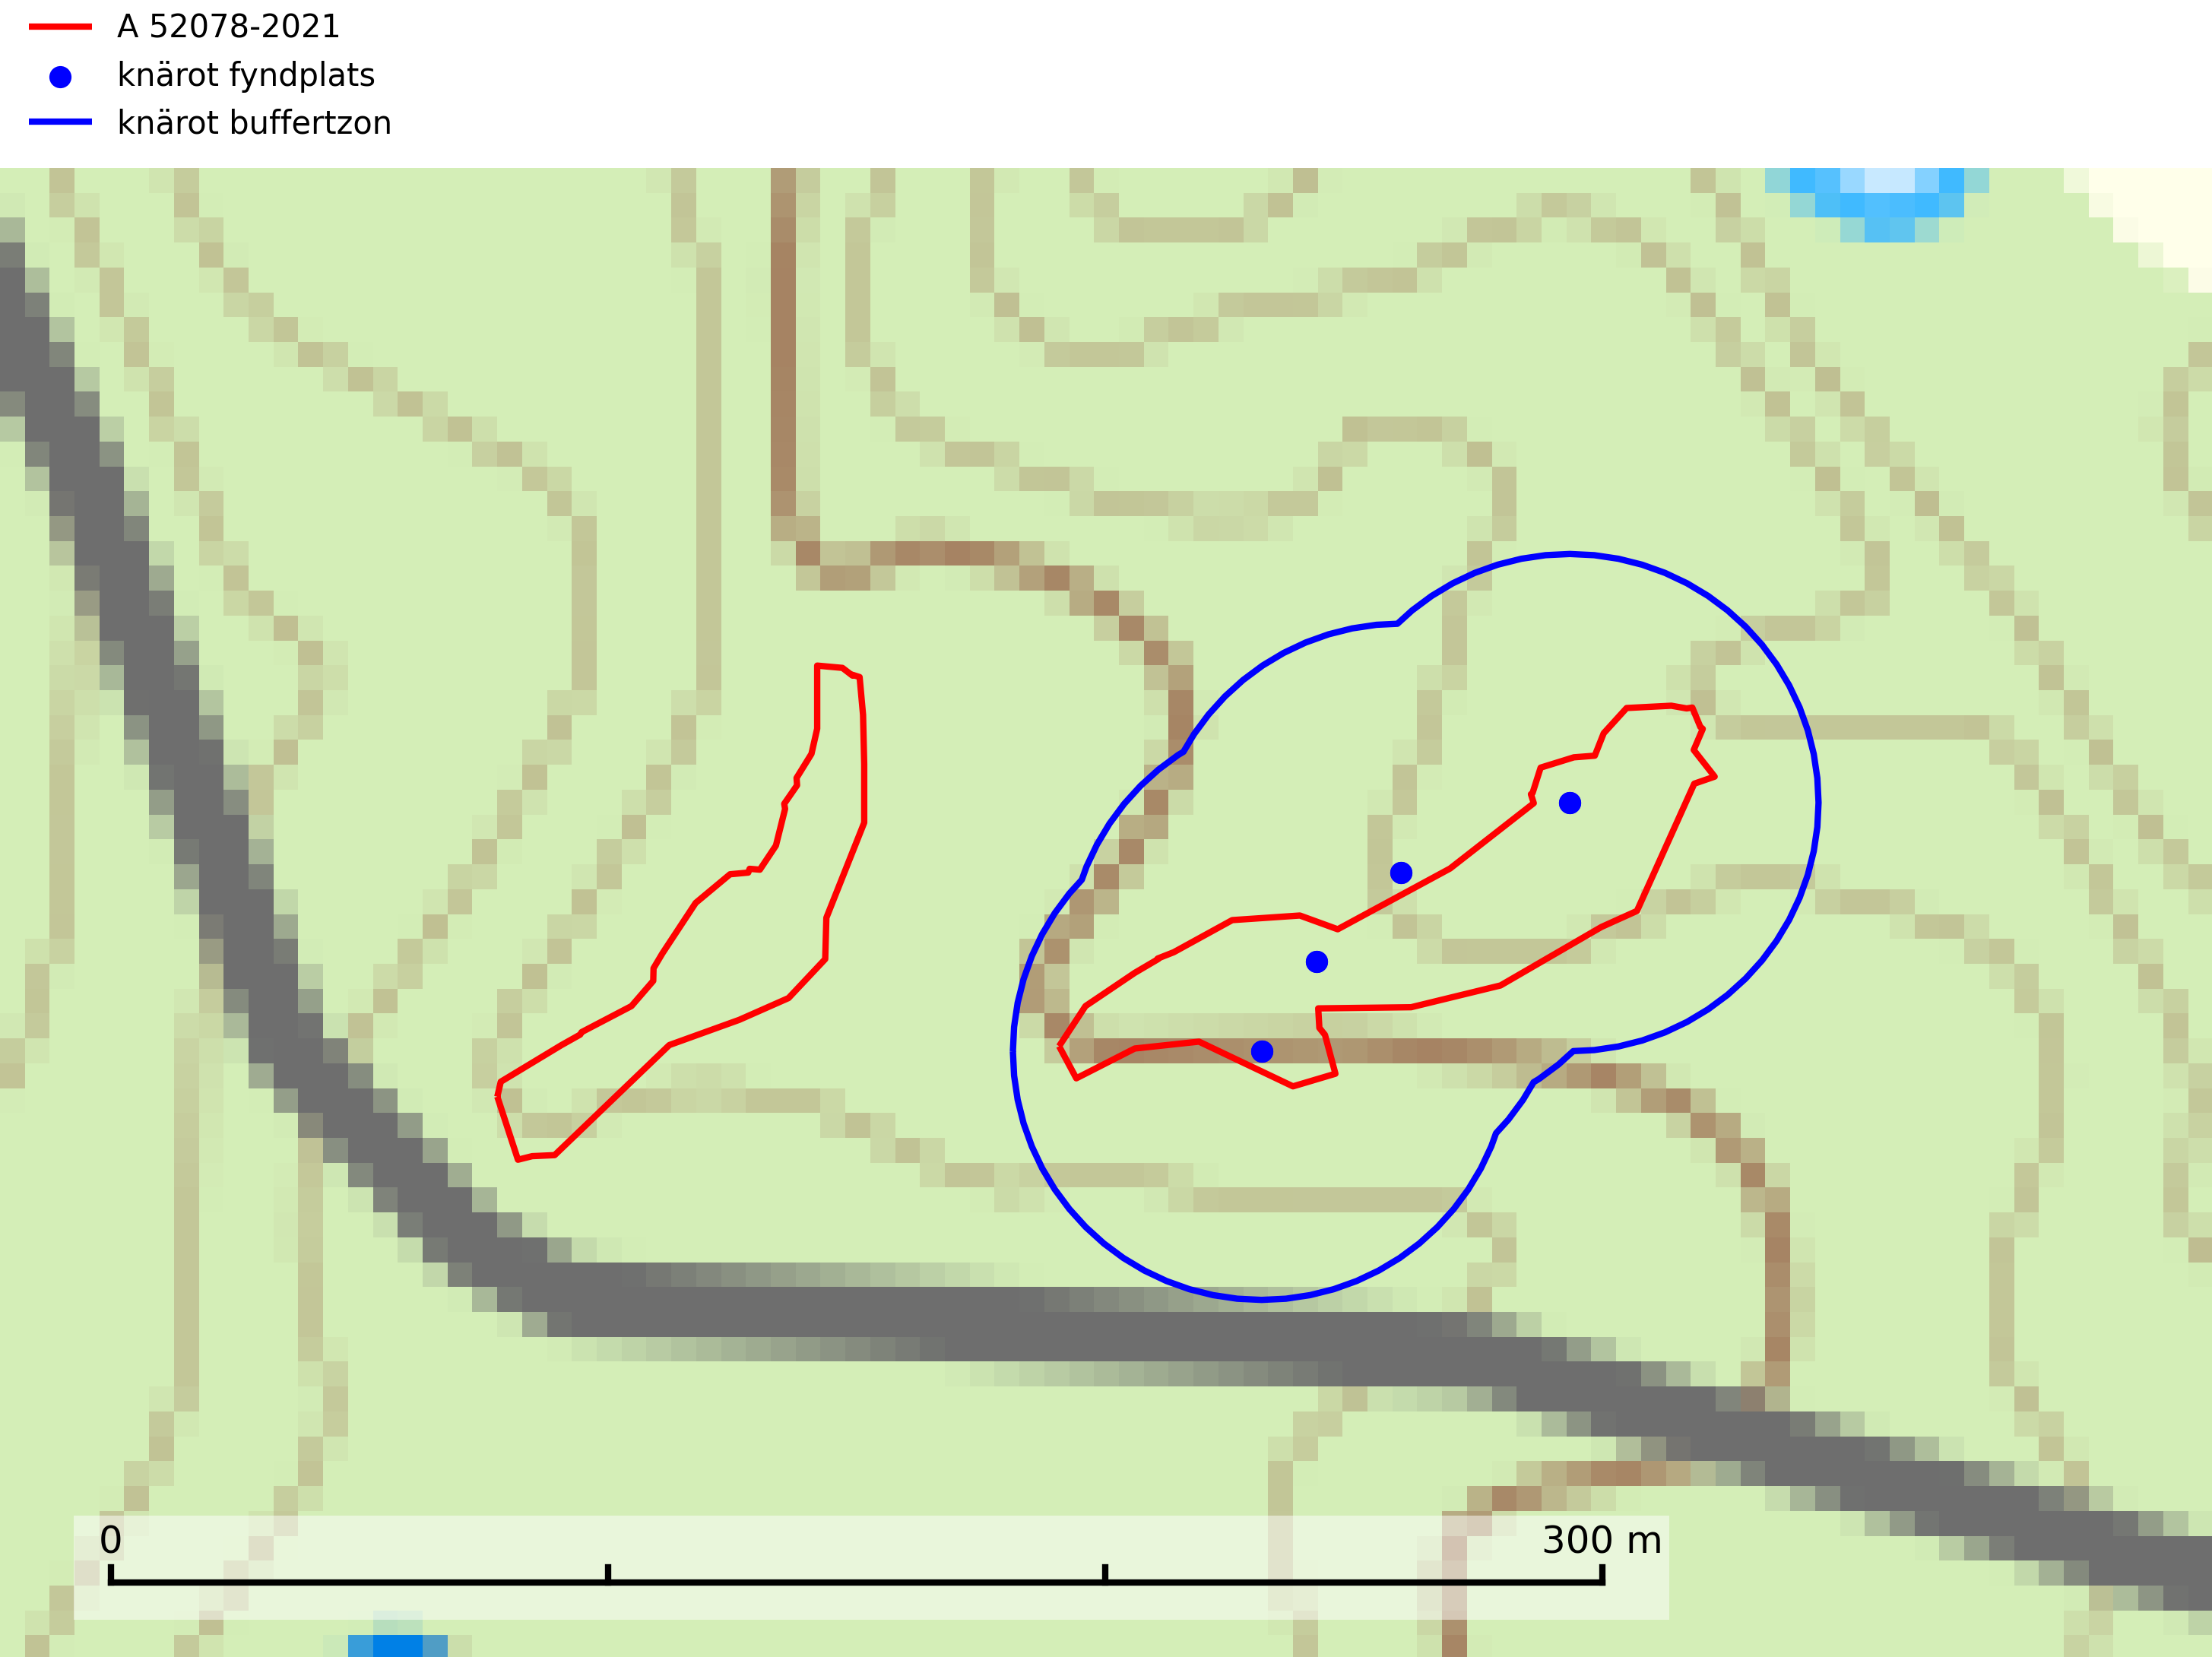 A 52078-2021
knärot fyndplats
knärot buffertzon
0 300 m